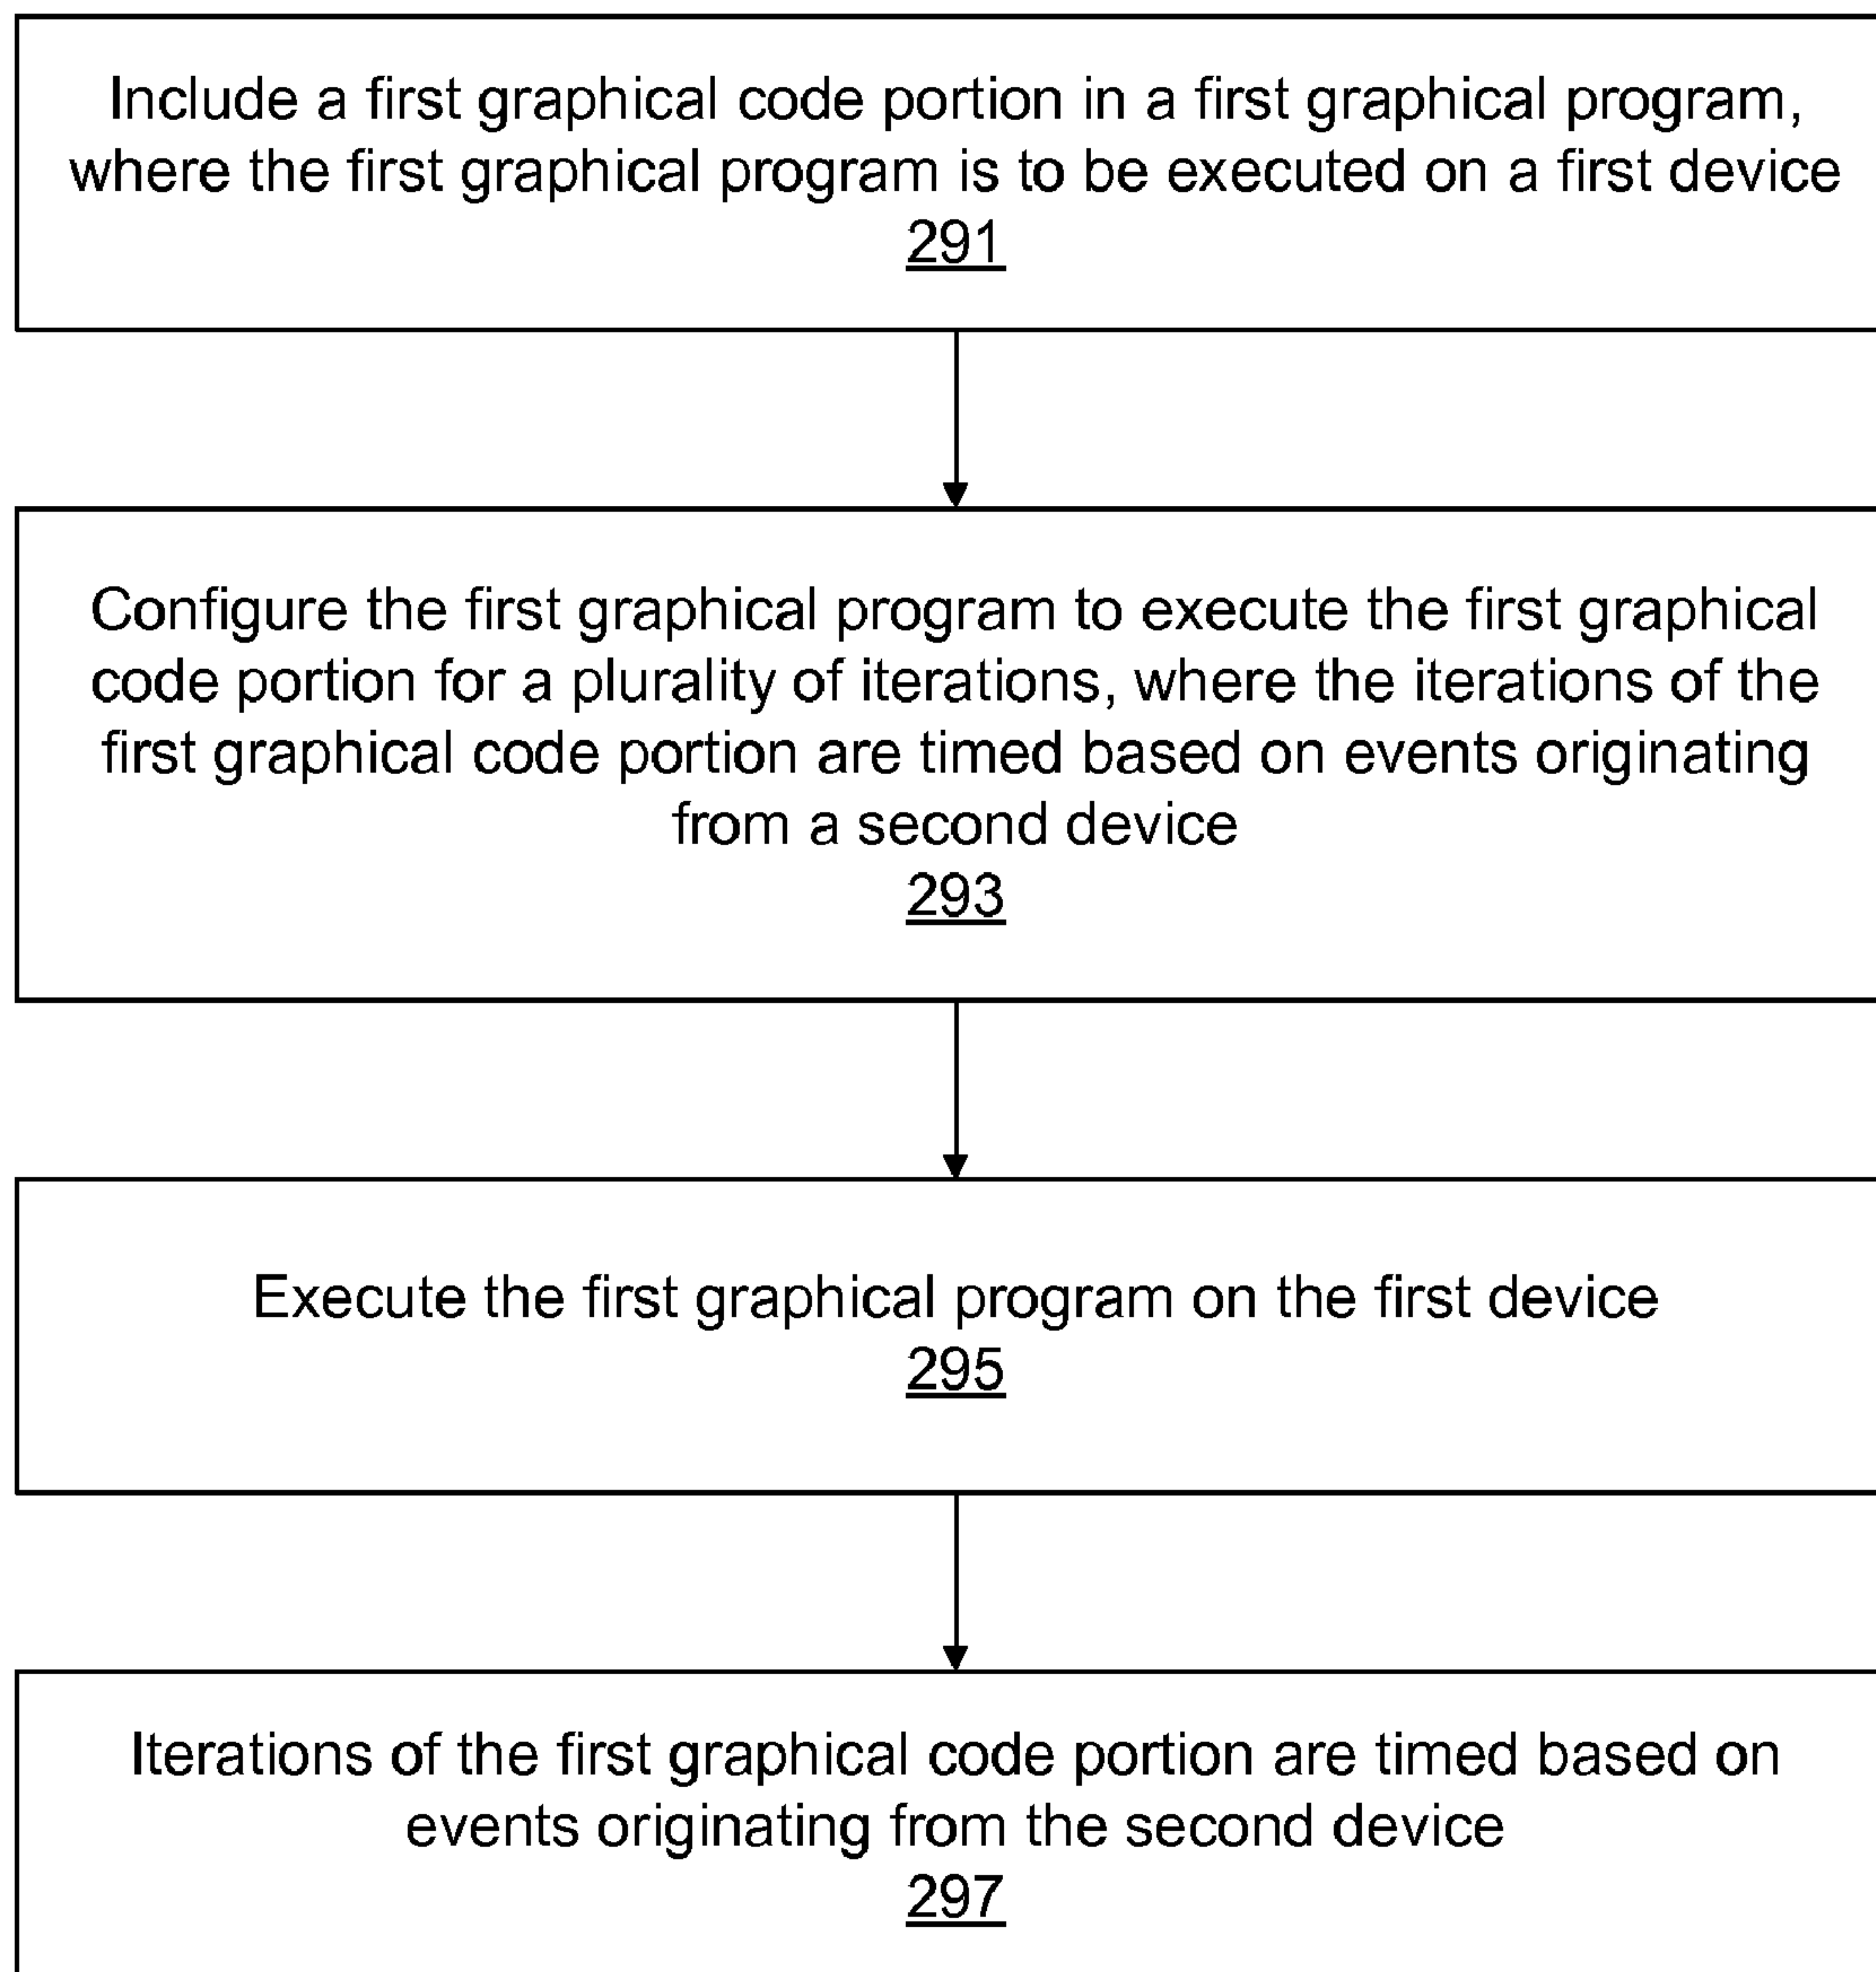 Include a first graphical code portion in a first graphical program,
where the first graphical program is to be executed on a first device
291
Configure the first graphical program to execute the first graphical
code portion for a plurality of iterations, where the iterations of the
first graphical code portion are timed based on events originating
from a second device
293
Execute the first graphical program on the first device
295
Iterations of the first graphical code portion are timed based on
events originating from the second device
297